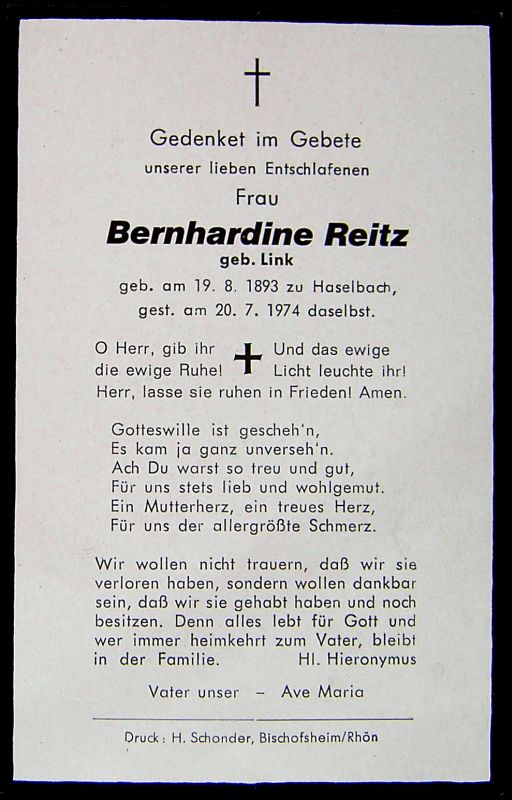 Gedenket im Gebete
unserer lieben Entschlafenen
Frau
Bernhardine Reitz
geb. Link
geb. am 19. 8. 1893 zu Haselbach,
gest. am 20. 7. 1974 daselbst.
O Herr, gib ihr Und das ewige
die ewige Ruhe! Licht leuchte ihr!
Herr, lasse sie ruhen in Frieden! Amen.
Gotteswille ist gescheh'n,
Es kam ja ganz unverseh'n.
Ach Du warst so treu und gut,
Für uns stets lieb und wohlgemut.
Ein Mutterherz, ein treues Herz,
Für uns der allergrößte Schmerz.
Wir wollen nicht trauern, daß wir sie
verloren haben, sondern wollen dankbar
sein, daß wir sie gehabt haben und noch
besitzen. Denn alles lebt für Gott und
wer immer heimkehrt zum Vater, bleibt
in der Familie. Hl. Hieronymus
Vater unser – Ave Maria
Druck: H. Schonder, Bischofsheim/Rhön